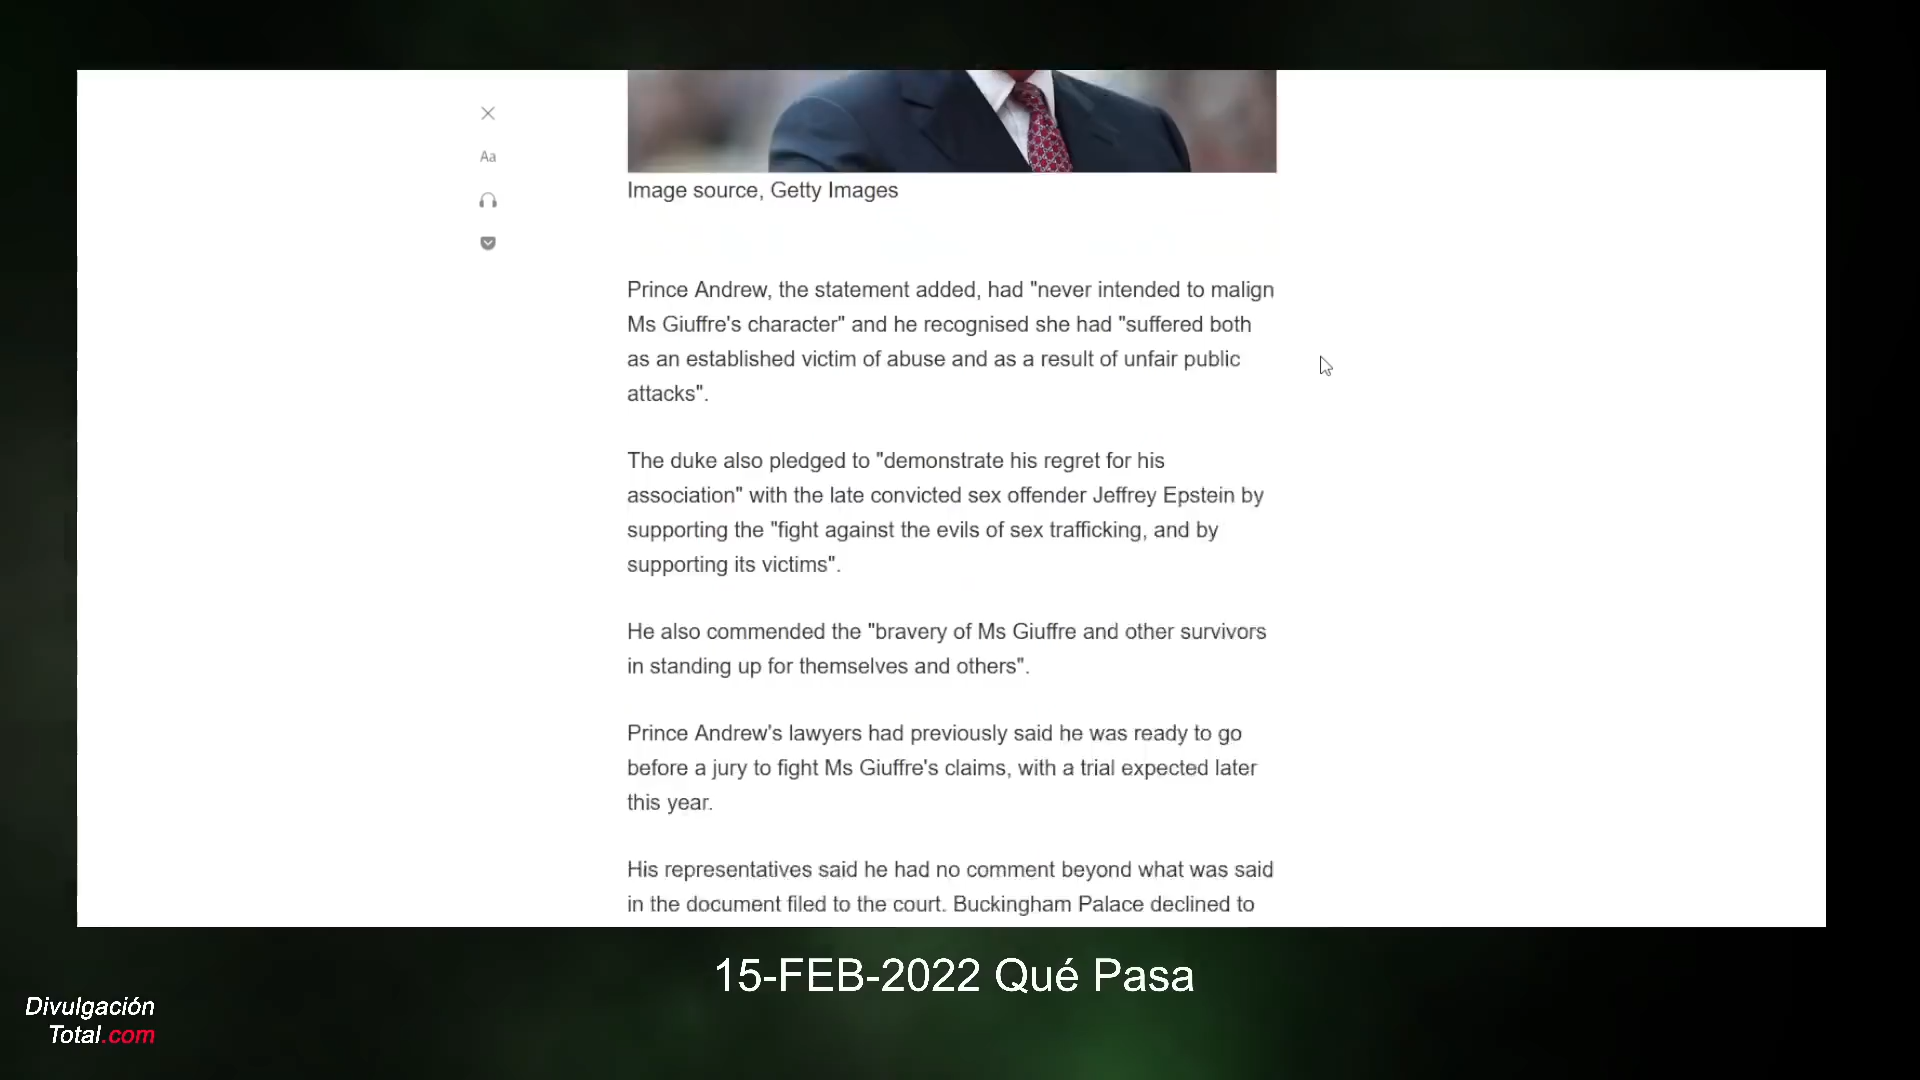 Aa
Image source, Getty Images
Prince Andrew, the statement added, had "never intended to malign
Ms Giuffre's character" and he recognised she had "suffered both
as an established victim of abuse and as a result of unfair public
attacks".
The duke also pledged to "demonstrate his regret for his
association" with the late convicted sex offender Jeffrey Epstein by
supporting the "fight against the evils of sex trafficking, and by
supporting its victims".
He also commended the "bravery of Ms Giuffre and other survivors
in standing up for themselves and others".
Prince Andrew's lawyers had previously said he was ready to go
before a jury to fight Ms Giuffre's claims, with a trial expected later
this year.
His representatives said he had no comment beyond what was said
in the document filed to the court. Buckingham Palace declined to
15-FEB-2022 Qué Pasa
Divulgación
Total.com